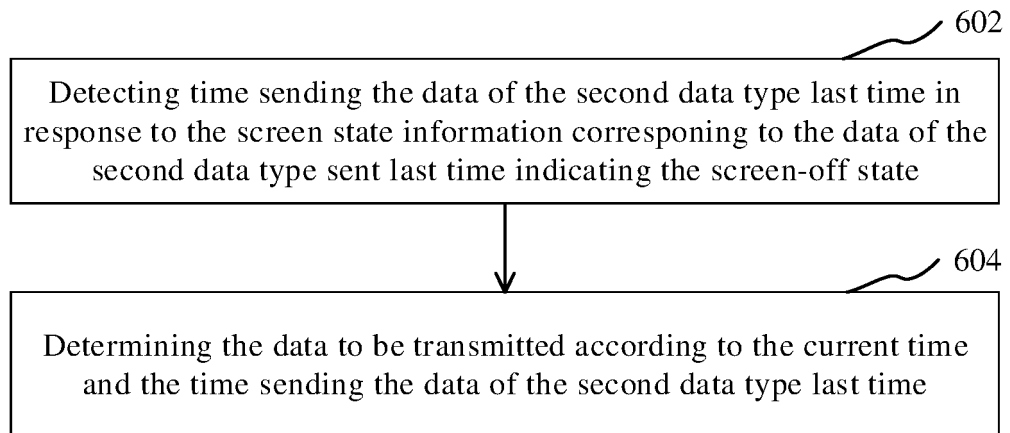 602
Detecting time sending the data of the second data type last time in
response to the screen state information corresponing to the data of the
second data type sent last time indicating the screen-off state
604
Determining the data to be transmitted according to the current time
and the time sending the data of the second data type last time